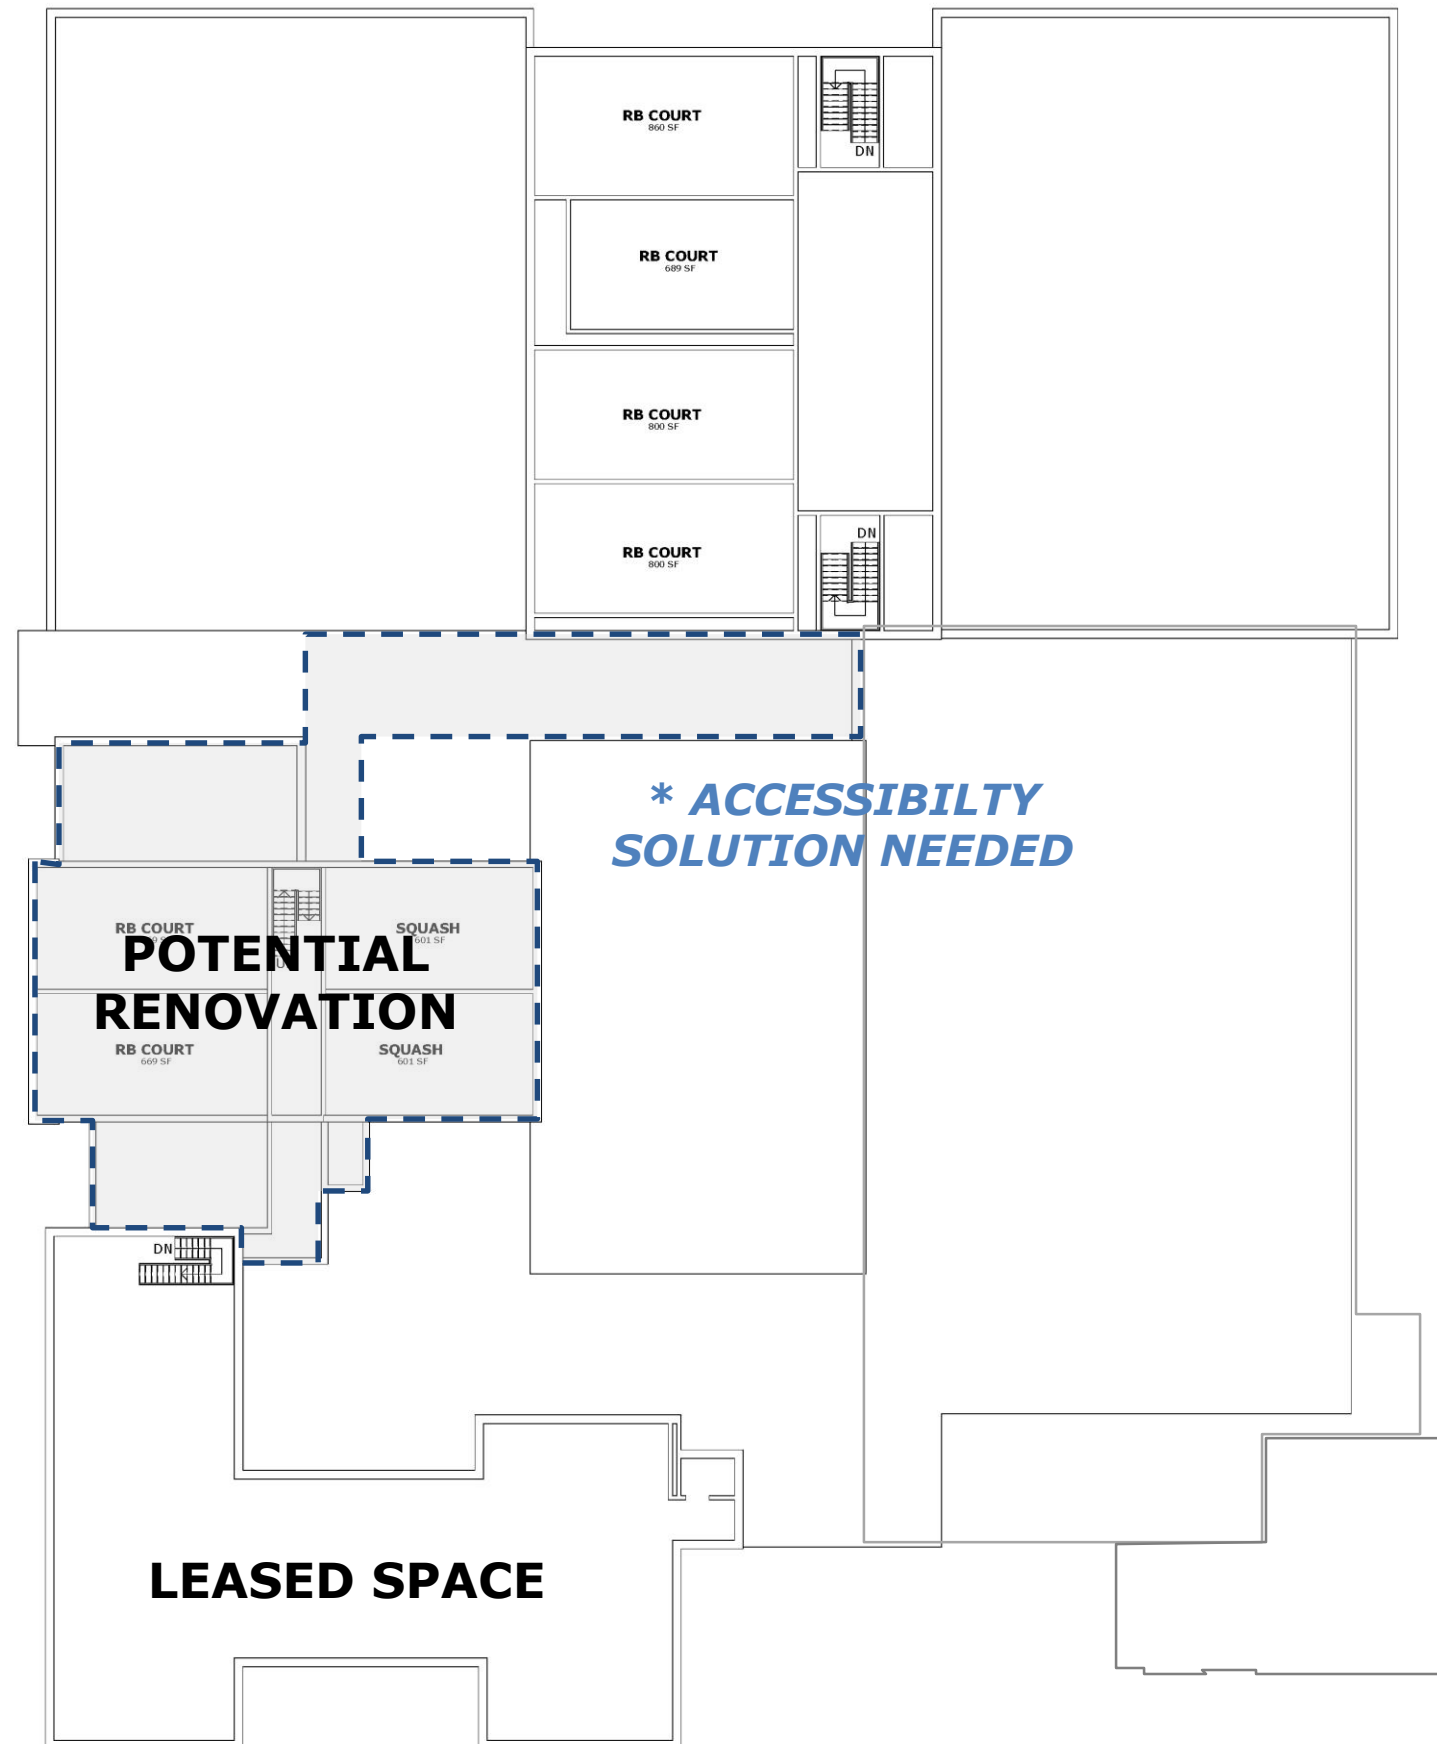 RB COURT
860 SF
DN
RB COURT
689 SF
RB COURT
800 SF
DN
RB COURT
800 SF
* ACCESSIBILTY
SOLUTION NEEDED
RB COURT
SQUASH
601 SF
POTENTIAL
RENOVATION
RB COURT
669 SF
SQUASH
601 SF
DN
LEASED SPACE